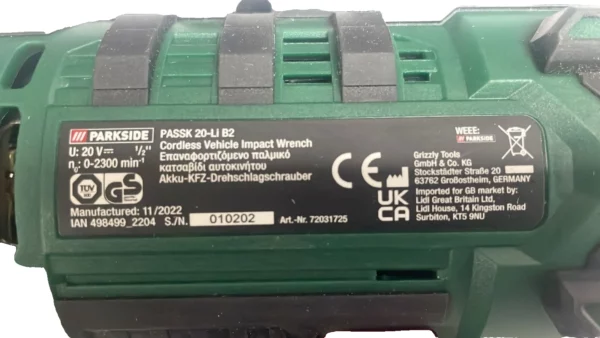 PARKSIDE
PASSK 20-Li B2
U: 20 V⎓ 1/2"
Cordless Vehicle Impact Wrench
n₀: 0-2300 min⁻¹
Επαναφορτιζόμενο παλμικό
κατσαβίδι αυτοκινήτου
Akku-KFZ-Drehschlagschrauber
TÜV GS
Manufactured: 11/2022
IAN 498499_2204 S./N. 010202 Art.-Nr. 72031725
CE
UK
CA
WEEE:
PARKSIDE
Grizzly Tools
GmbH & Co. KG
Stockstädter Straße 20
63762 Großostheim, GERMANY
Imported for GB market by:
Lidl Great Britain Ltd,
Lidl House, 14 Kingston Road
Surbiton, KT5 9NU